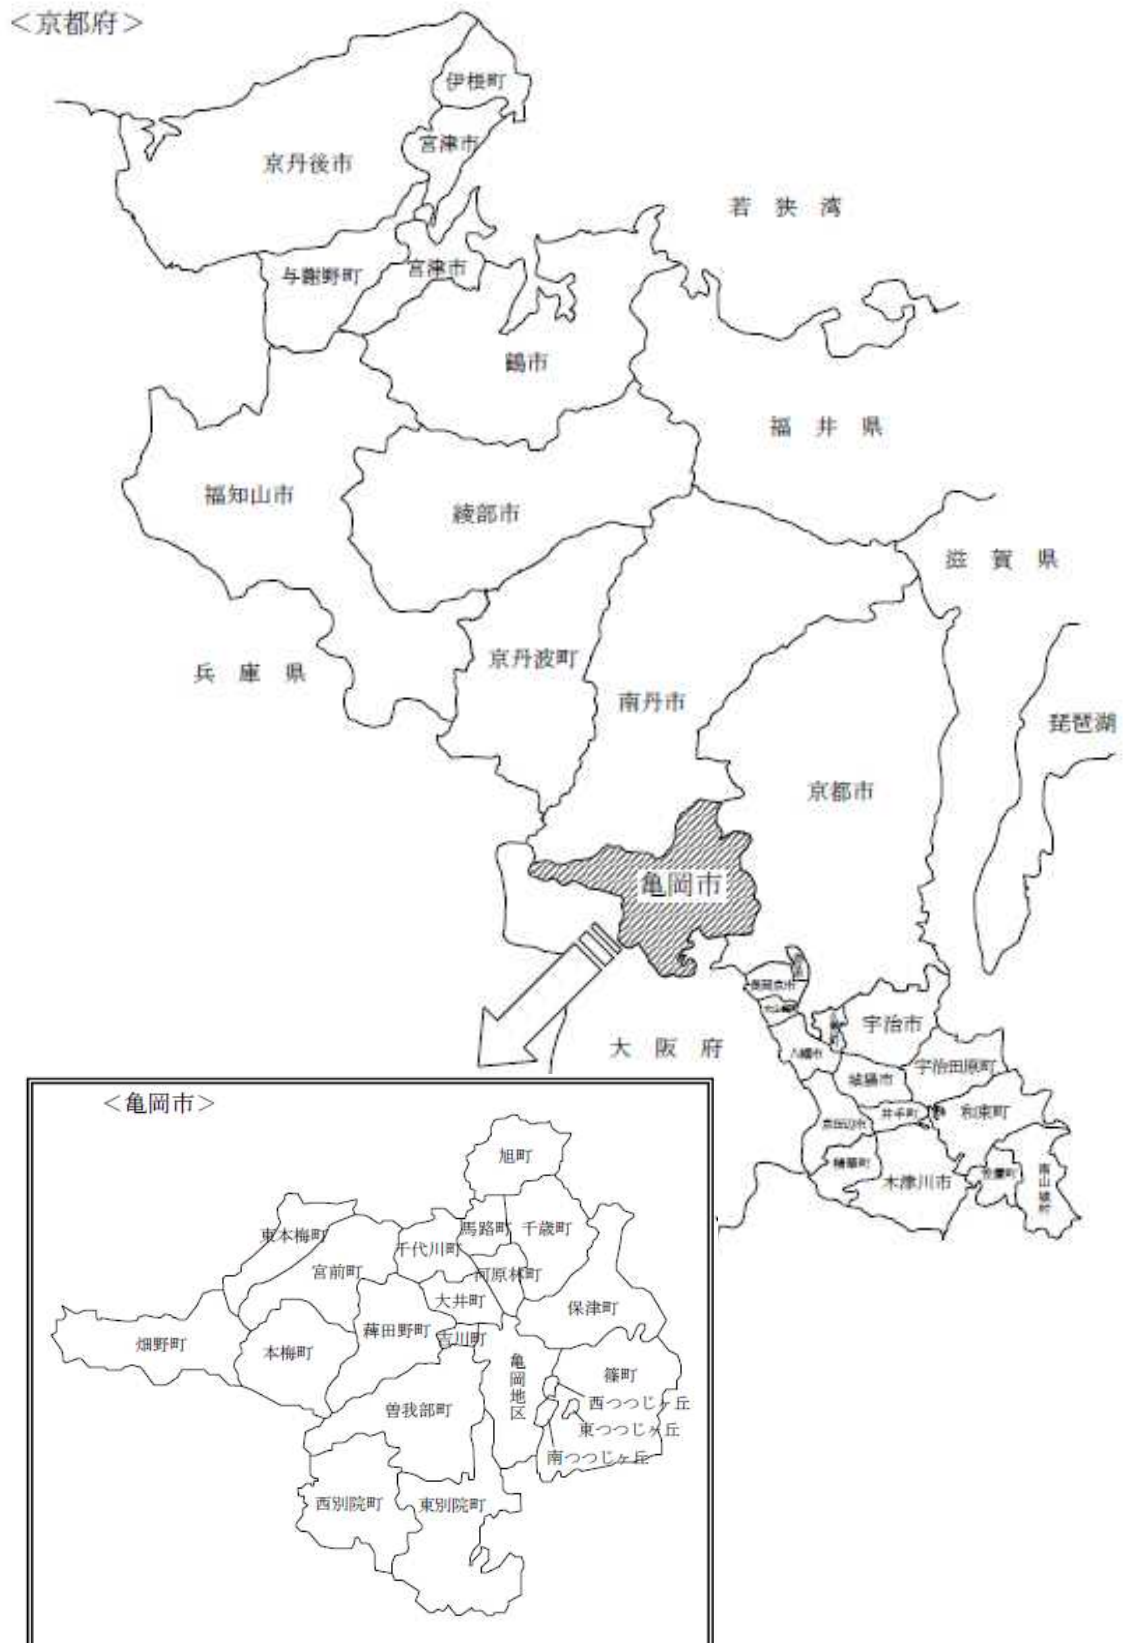 ＜京都府＞
伊根町
宮津市
京丹後市
若狭湾
与謝野町
宮津市
鶴市
福井県
福知山市
綾部市
滋賀県
兵庫県
京丹波町
南丹市
琵琶湖
京都市
亀岡市
長岡京市
大阪府
宇治市
八幡市
宇治田原町
城陽市
井手町
和束町
京田辺市
精華町
木津川市
南山城村
＜亀岡市＞
旭町
東本梅町
馬路町
千歳町
千代川町
宮前町
河原林町
大井町
保津町
畑野町
本梅町
薭田野町
吉川町
亀岡地区
篠町
西つつじヶ丘
東つつじヶ丘
南つつじヶ丘
曽我部町
西別院町
東別院町